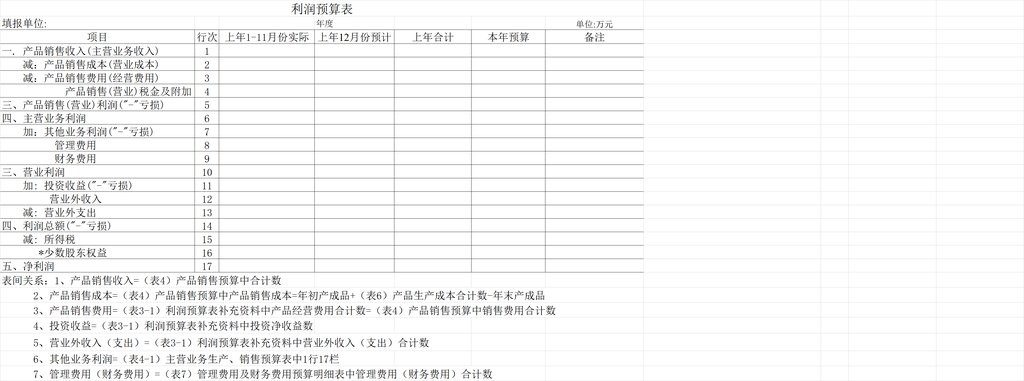 利润预算表
填报单位: 年度 单位:万元
项目 行次 上年1-11月份实际 上年12月份预计 上年合计 本年预算 备注
一. 产品销售收入(主营业务收入) 1
减: 产品销售成本(营业成本) 2
减: 产品销售费用(经营费用) 3
产品销售(营业)税金及附加 4
三、产品销售(营业)利润("-"亏损) 5
四、主营业务利润 6
加: 其他业务利润("-"亏损) 7
管理费用 8
财务费用 9
三、营业利润 10
加: 投资收益("-"亏损) 11
营业外收入 12
减: 营业外支出 13
四、利润总额("-"亏损) 14
减: 所得税 15
*少数股东权益 16
五、净利润 17
表间关系:1、产品销售收入=（表4）产品销售预算中合计数
2、产品销售成本=（表4）产品销售预算中产品销售成本=年初产成品+（表6）产品生产成本合计数-年末产成品
3、产品销售费用=（表3-1）利润预算表补充资料中产品经营费用合计数=（表4）产品销售预算中销售费用合计数
4、投资收益=（表3-1）利润预算表补充资料中投资净收益数
5、营业外收入（支出）=（表3-1）利润预算表补充资料中营业外收入（支出）合计数
6、其他业务利润=（表4-1）主营业务生产、销售预算表中1行17栏
7、管理费用（财务费用）=（表7）管理费用及财务费用预算明细表中管理费用（财务费用）合计数